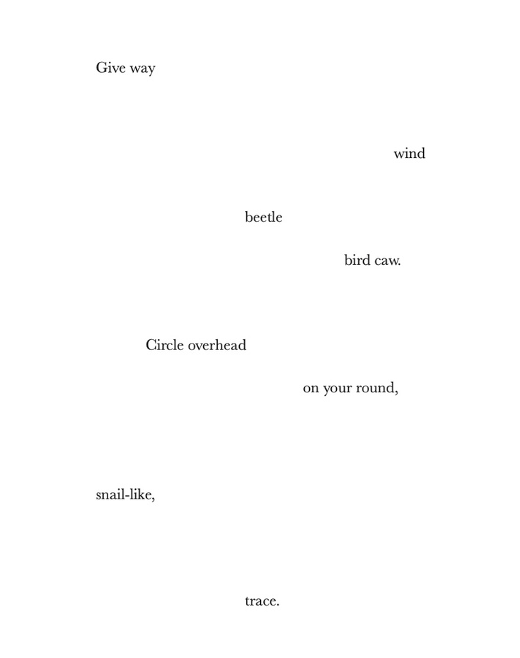 Give way
wind
beetle
bird caw.
Circle overhead
on your round,
snail-like,
trace.